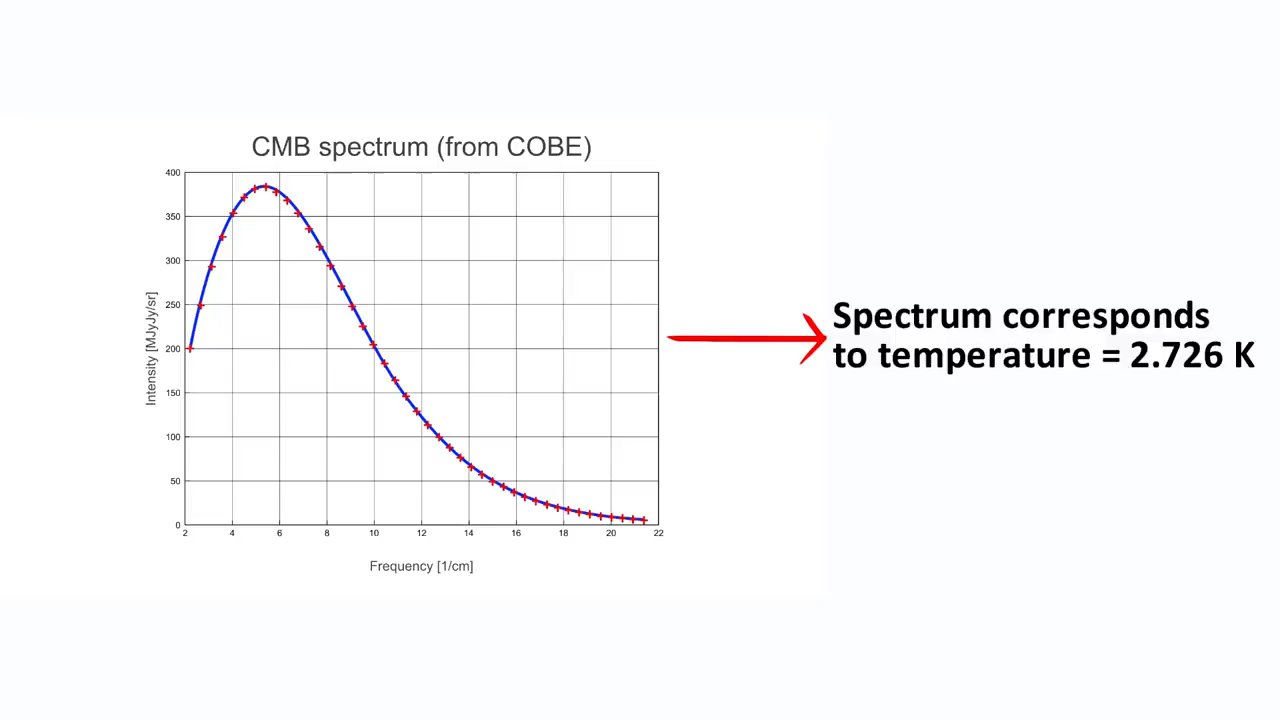 CMB spectrum (from COBE)
400
350
300
250
200
150
100
50
0
Intensity [MJyJy/sr]
2 4 6 8 10 12 14 16 18 20 22
Frequency [1/cm]
Spectrum corresponds
to temperature = 2.726 K